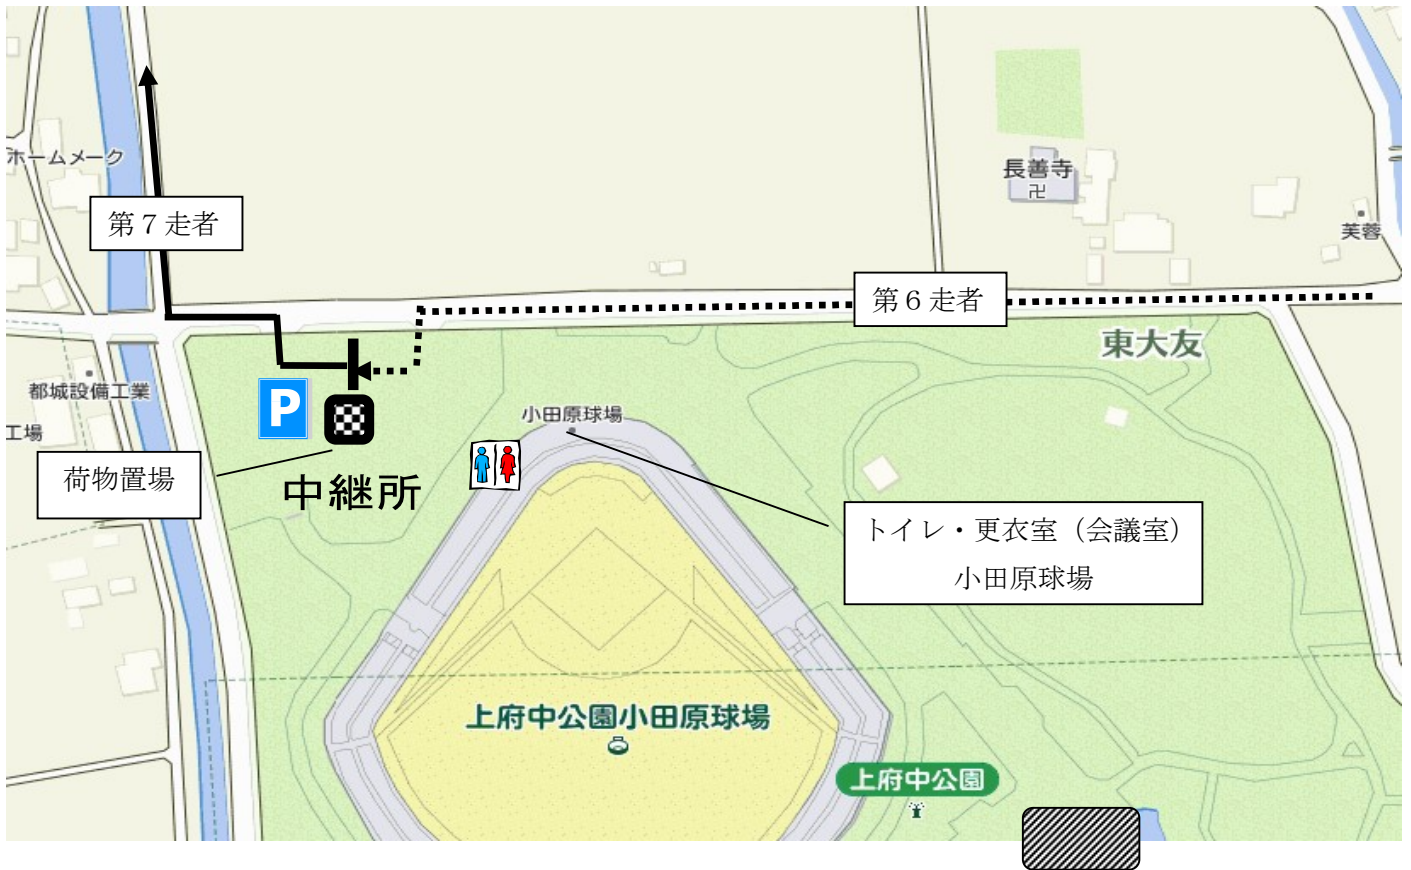 ホームメーク
長善寺
卍
第７走者
芙蓉
第６走者
東大友
都城設備工業
P
小田原球場
工場
荷物置場
中継所
トイレ・更衣室（会議室）
小田原球場
上府中公園小田原球場
上府中公園